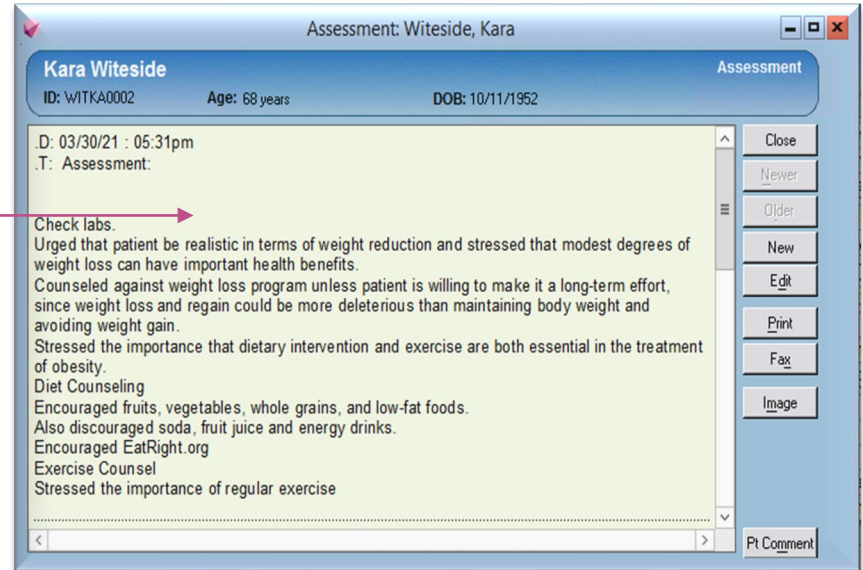 Assessment: Witeside, Kara
Kara Witeside
Assessment
ID: WITKA0002 Age: 68 years DOB: 10/11/1952
.D: 03/30/21 : 05:31pm
.T: Assessment:
Check labs.
Urged that patient be realistic in terms of weight reduction and stressed that modest degrees of
weight loss can have important health benefits.
Counseled against weight loss program unless patient is willing to make it a long-term effort,
since weight loss and regain could be more deleterious than maintaining body weight and
avoiding weight gain.
Stressed the importance that dietary intervention and exercise are both essential in the treatment
of obesity.
Diet Counseling
Encouraged fruits, vegetables, whole grains, and low-fat foods.
Also discouraged soda, fruit juice and energy drinks.
Encouraged EatRight.org
Exercise Counsel
Stressed the importance of regular exercise
Close
Newer
Older
New
Edit
Print
Fax
Image
Pt Comment